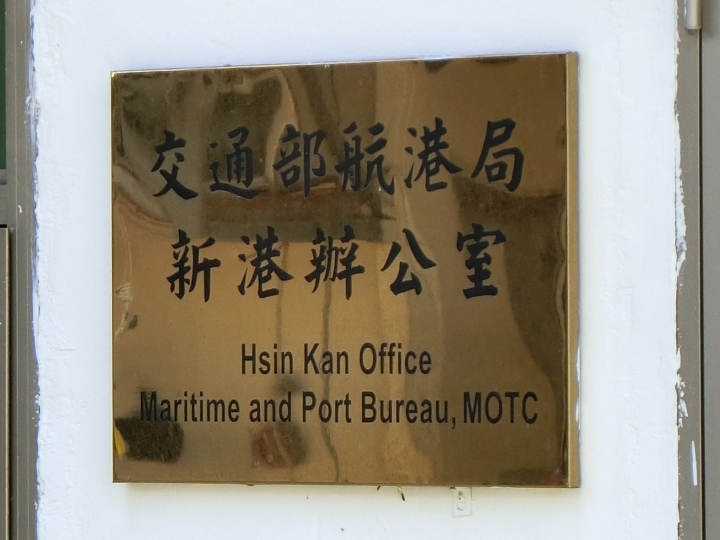 交通部航港局
新港辦公室
Hsin Kan Office
Maritime and Port Bureau, MOTC